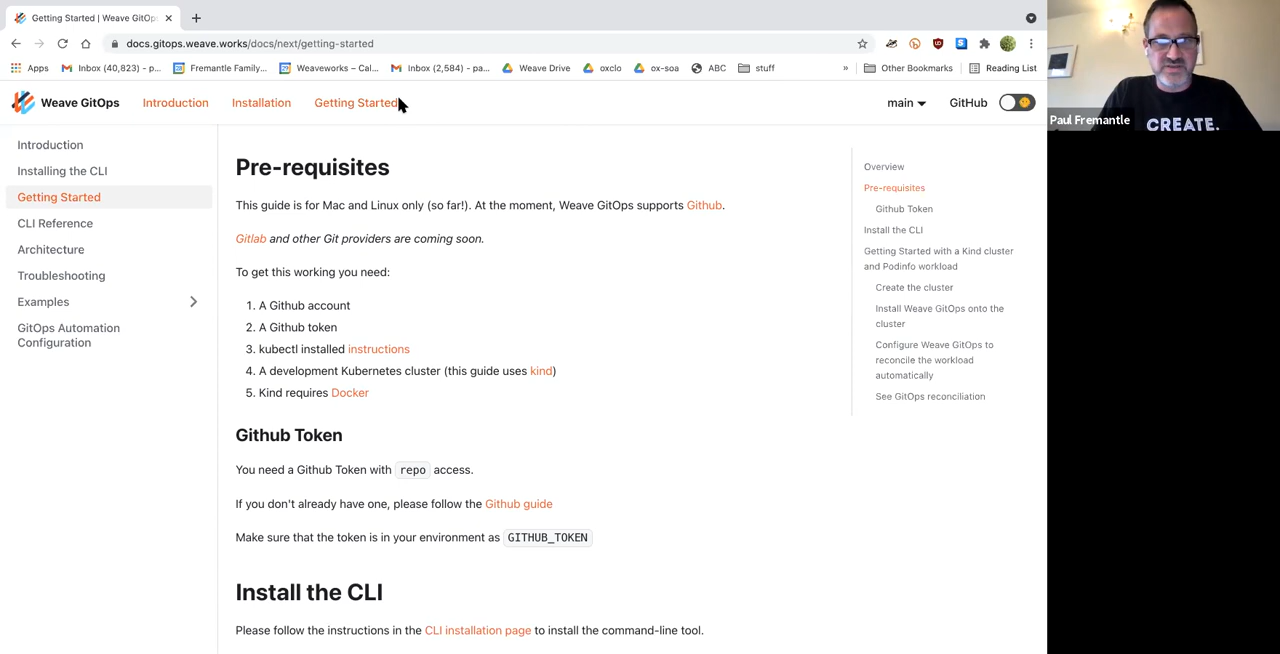 Getting Started | Weave GitOp
docs.gitops.weave.works/docs/next/getting-started
Apps
Inbox (40,823) – p...
Fremantle Family...
Weaveworks – Cal...
Inbox (2,584) – pa...
Weave Drive
oxclo
ox-soa
ABC
stuff
»
Other Bookmarks
Reading List
Weave GitOps
Introduction
Installation
Getting Started
main
GitHub
Paul Fremantle
CREATE.
Introduction
Installing the CLI
Getting Started
CLI Reference
Architecture
Troubleshooting
Examples
GitOps Automation
Configuration
Pre-requisites
This guide is for Mac and Linux only (so far!). At the moment, Weave GitOps supports Github.
Gitlab and other Git providers are coming soon.
To get this working you need:
1. A Github account
2. A Github token
3. kubectl installed instructions
4. A development Kubernetes cluster (this guide uses kind)
5. Kind requires Docker
Github Token
You need a Github Token with repo access.
If you don't already have one, please follow the Github guide
Make sure that the token is in your environment as GITHUB_TOKEN
Install the CLI
Please follow the instructions in the CLI installation page to install the command-line tool.
Overview
Pre-requisites
Github Token
Install the CLI
Getting Started with a Kind cluster
and Podinfo workload
Create the cluster
Install Weave GitOps onto the
cluster
Configure Weave GitOps to
reconcile the workload
automatically
See GitOps reconciliation